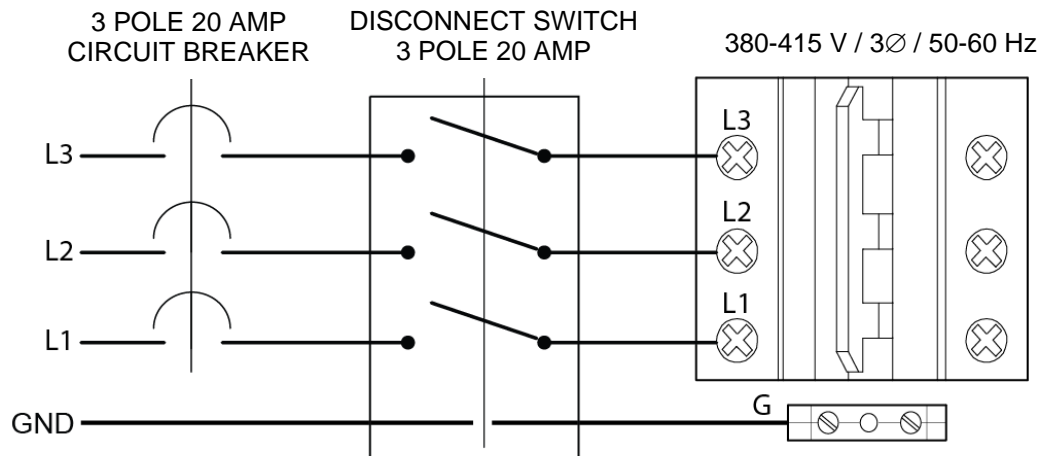 3 POLE 20 AMP
CIRCUIT BREAKER
DISCONNECT SWITCH
3 POLE 20 AMP
380-415 V / 3∅ / 50-60 Hz
L3
L3
L2
L2
L1
L1
GND
G